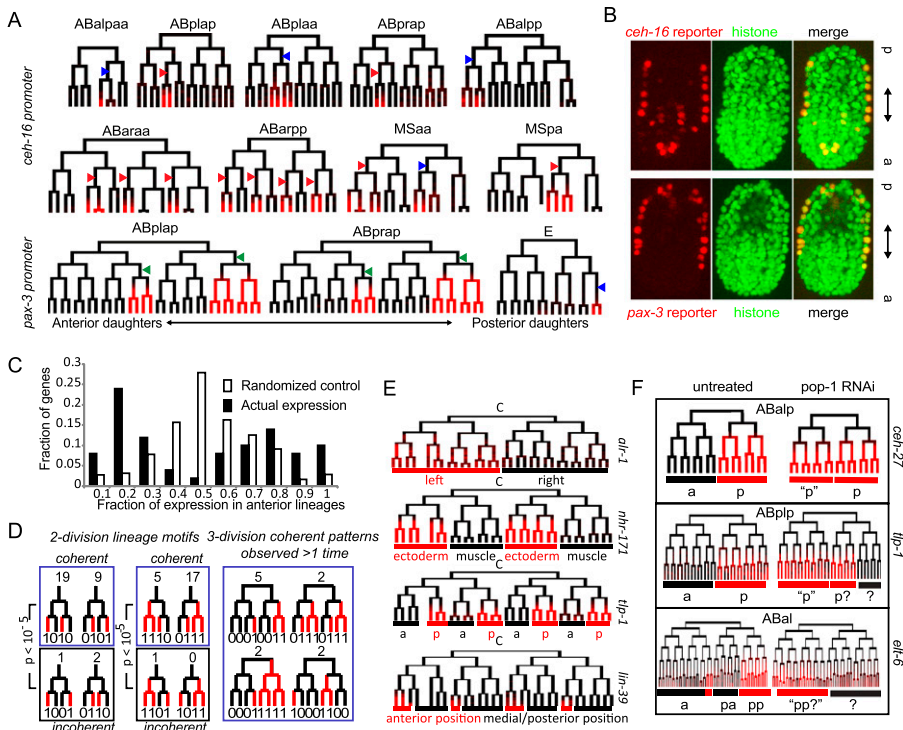 A
ABalpaa ABplap ABplaa ABprap ABalpp
ceh-16 promoter
ABaraa ABarpp MSaa MSpa
pax-3 promoter
ABplap ABprap E
Anterior daughters Posterior daughters
B
ceh-16 reporter histone merge
p
a
p
a
pax-3 reporter histone merge
C
Fraction of genes
0.3
0.2
0.15
0.1
0.05
Randomized control
Actual expression
0.1 0.2 0.3 0.4 0.5 0.6 0.7 0.8 0.9 1
Fraction of expression in anterior lineages
D
2-division lineage motifs
3-division coherent patterns
observed >1 time
coherent coherent
19 9 5 17 5 2
1010 0101 1110 0111 00010011 01110111
p < 10^-5
p < 10^-5
1 2 1 0 2 2
1001 0110 1101 1011 00011111 10001100
incoherent incoherent
E
C
alr-1
left right
C
nhr-171
ectoderm muscle ectoderm muscle
C
tlp-1
a p a p a p a p
C
lin-39
anterior position medial/posterior position
F
untreated pop-1 RNAi
ABalp
ceh-27
a p "p" p
ABplp
tlp-1
a p "p" p? ?
ABal
elt-6
a pa pp "pp?" ?